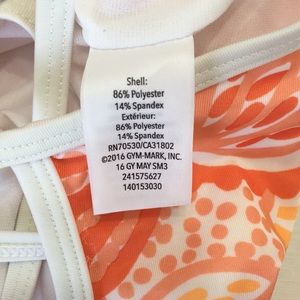 Shell:
86% Polyester
14% Spandex
Extérieur:
86% Polyester
14% Spandex
RN70530/CA31802
©2016 GYM-MARK, INC.
16 GY MAY SM3
241575627
140153030